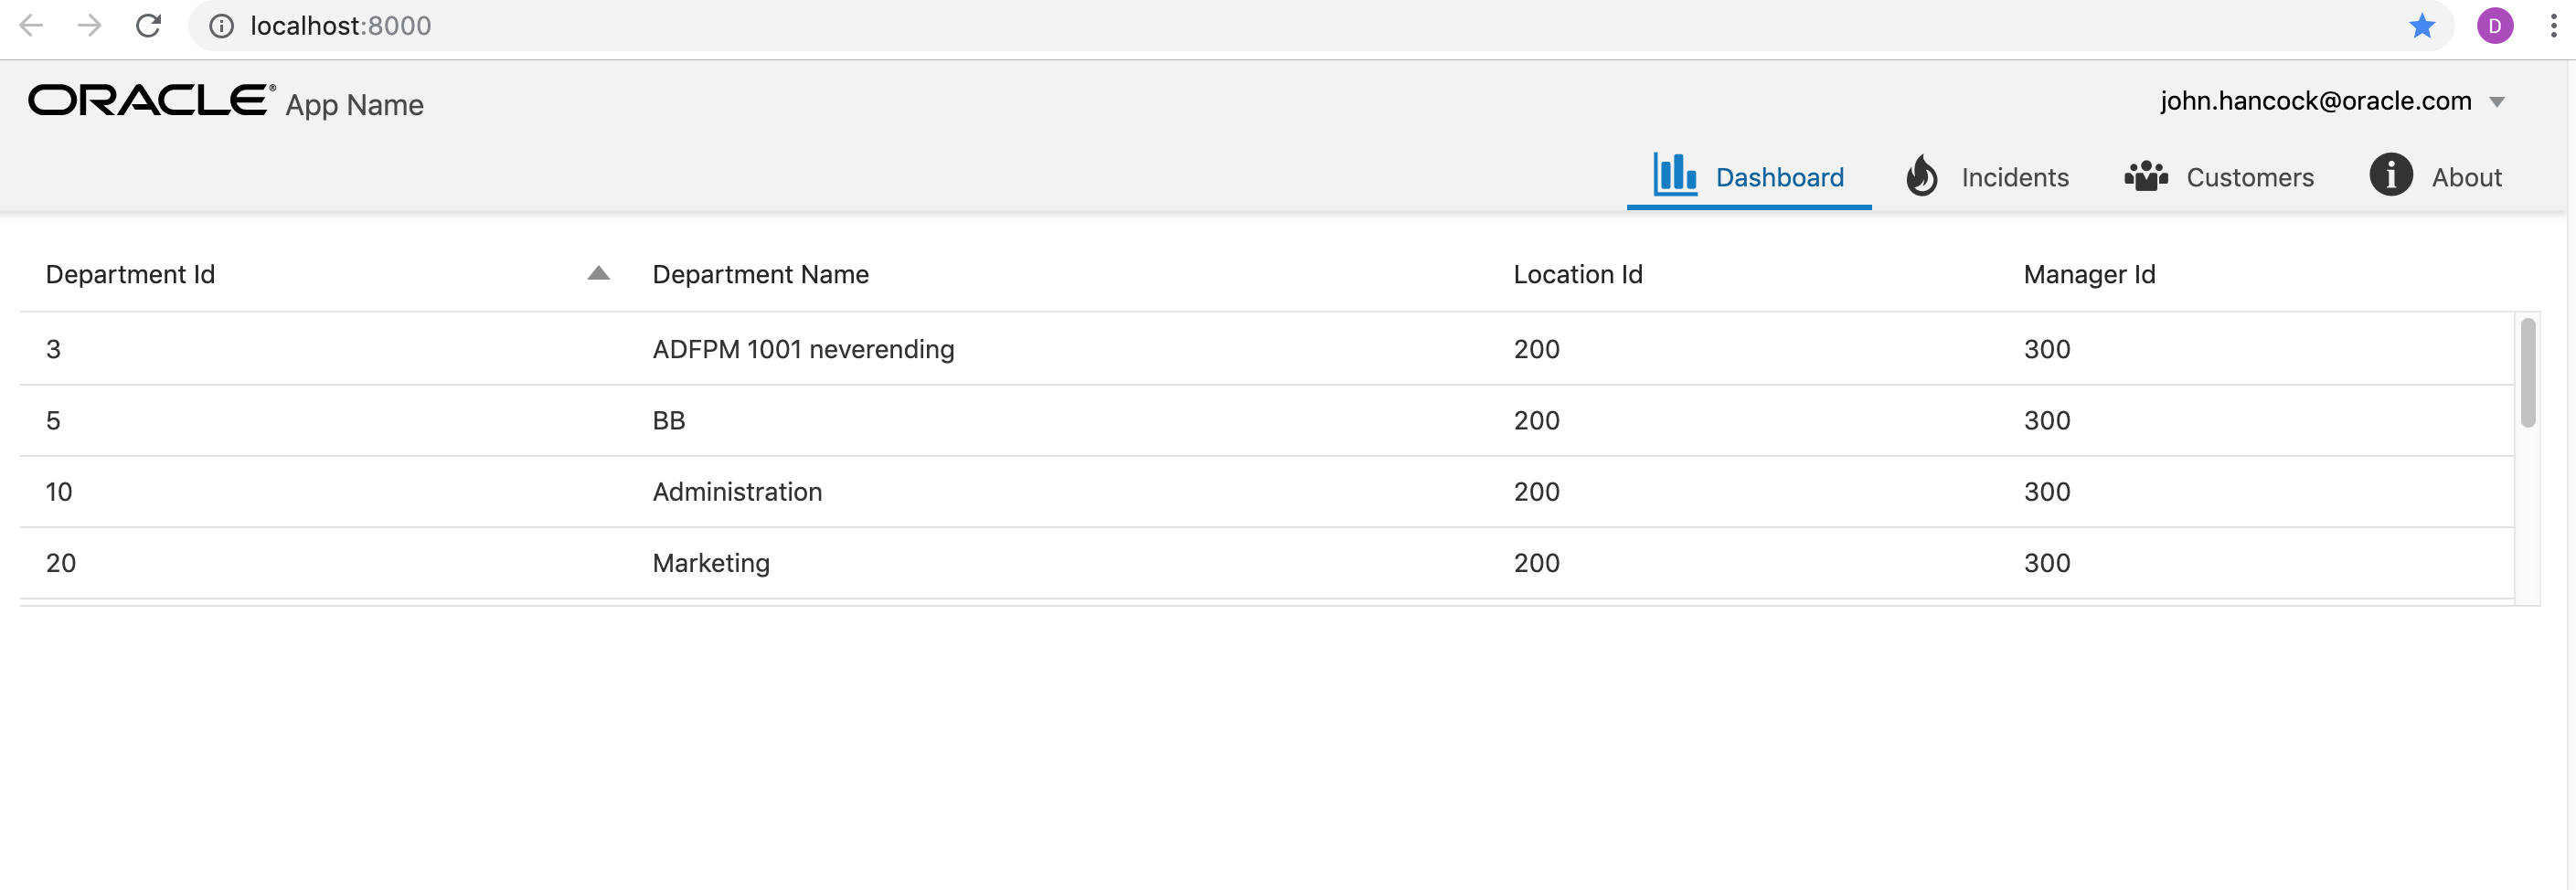 localhost:8000
D
ORACLE® App Name
john.hancock@oracle.com
Dashboard Incidents Customers About
Department Id Department Name Location Id Manager Id
3 ADFPM 1001 neverending 200 300
5 BB 200 300
10 Administration 200 300
20 Marketing 200 300